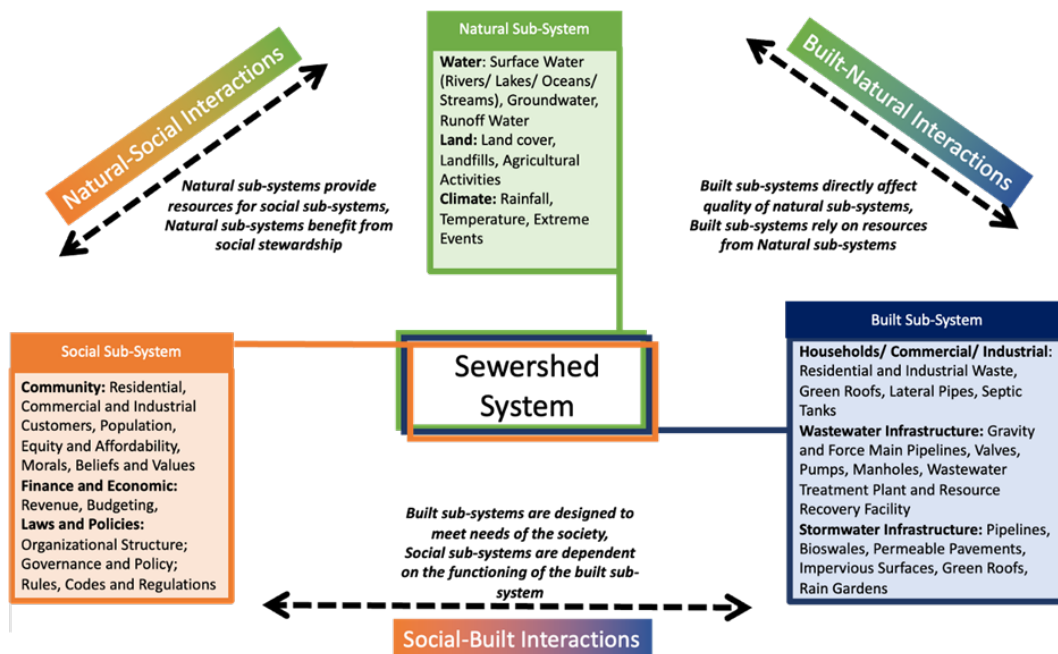 Natural Sub-System
Water: Surface Water
(Rivers/ Lakes/ Oceans/
Streams), Groundwater,
Runoff Water
Land: Land cover,
Landfills, Agricultural
Activities
Climate: Rainfall,
Temperature, Extreme
Events
Natural-Social Interactions
Natural sub-systems provide
resources for social sub-systems,
Natural sub-systems benefit from
social stewardship
Built-Natural Interactions
Built sub-systems directly affect
quality of natural sub-systems,
Built sub-systems rely on resources
from Natural sub-systems
Social Sub-System
Community: Residential,
Commercial and Industrial
Customers, Population,
Equity and Affordability,
Morals, Beliefs and Values
Finance and Economic:
Revenue, Budgeting,
Laws and Policies:
Organizational Structure;
Governance and Policy;
Rules, Codes and Regulations
Sewershed
System
Built Sub-System
Households/ Commercial/ Industrial:
Residential and Industrial Waste,
Green Roofs, Lateral Pipes, Septic
Tanks
Wastewater Infrastructure: Gravity
and Force Main Pipelines, Valves,
Pumps, Manholes, Wastewater
Treatment Plant and Resource
Recovery Facility
Stormwater Infrastructure: Pipelines,
Bioswales, Permeable Pavements,
Impervious Surfaces, Green Roofs,
Rain Gardens
Built sub-systems are designed to
meet needs of the society,
Social sub-systems are dependent
on the functioning of the built sub-
system
Social-Built Interactions